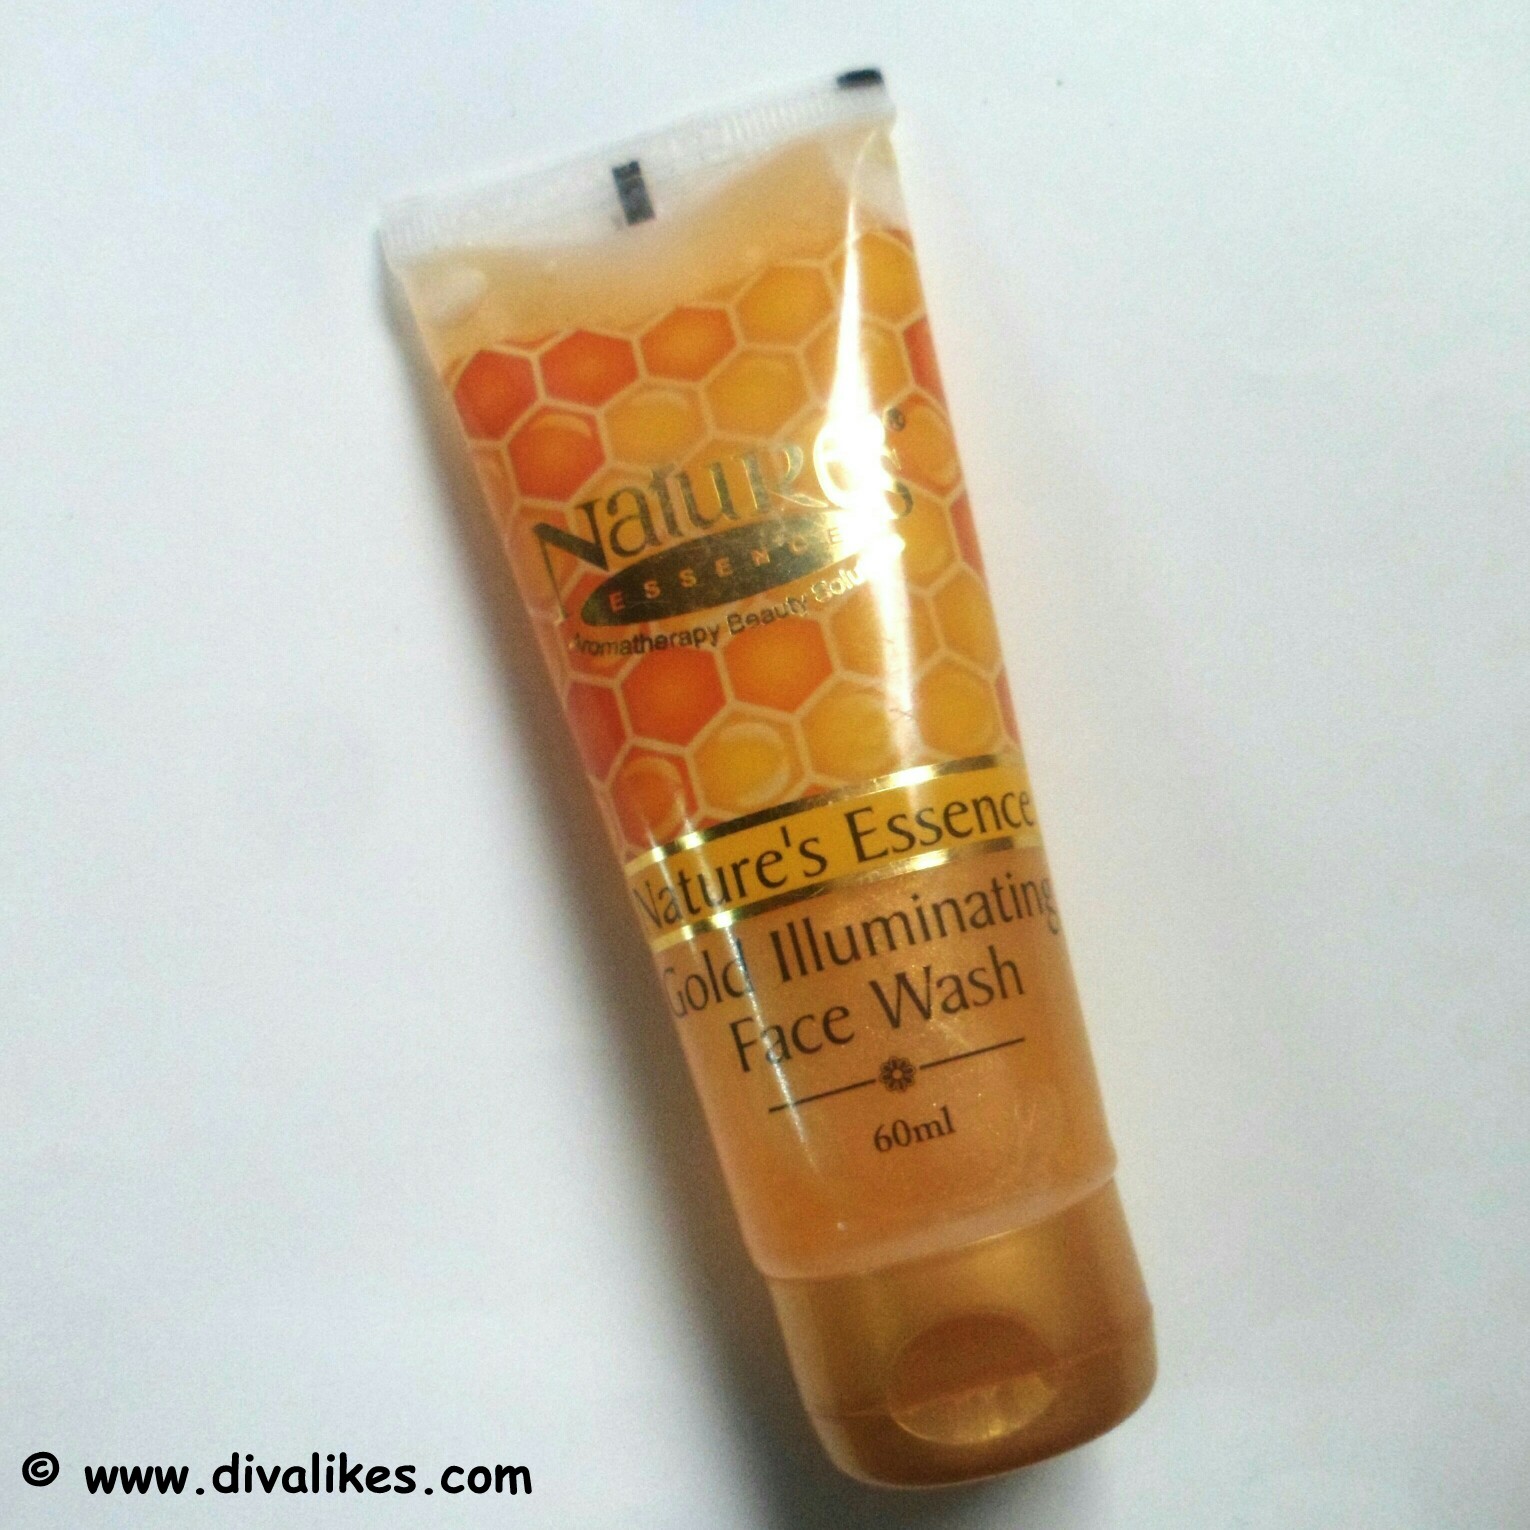 Nature's®
ESSENCE
Aromatherapy Beauty
Nature's Essence
Gold Illuminating
Face Wash
60ml
© www.divalikes.com